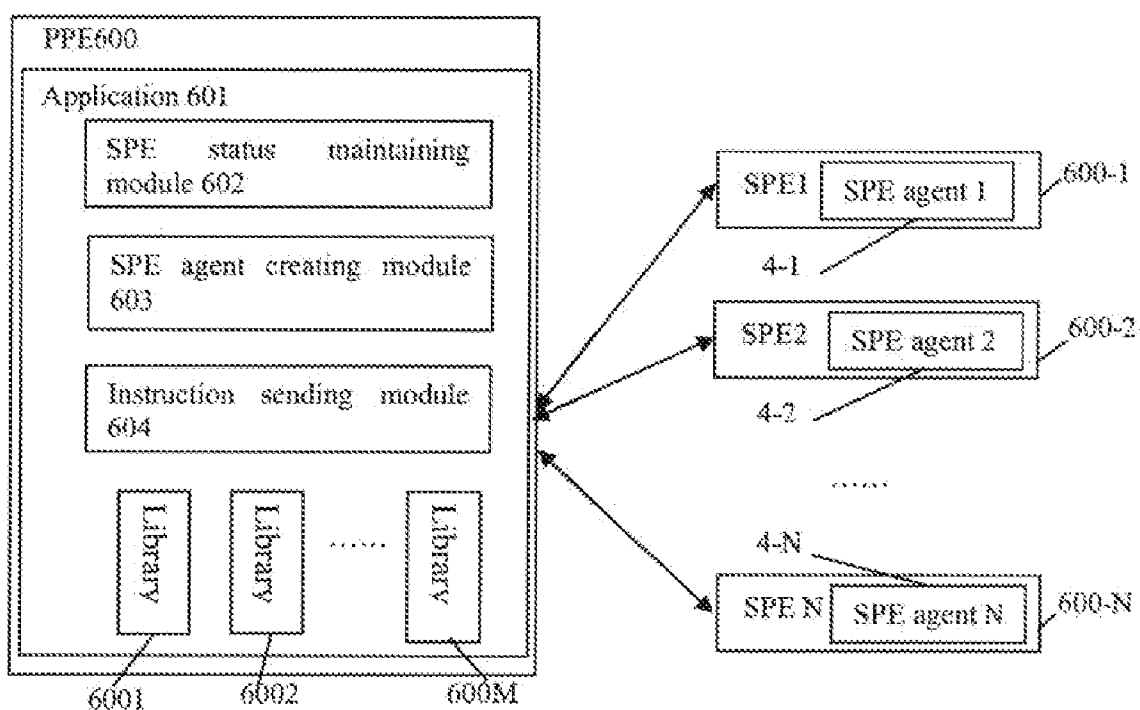 PPE600
Application 601
SPE status maintaining
module 602
SPE agent creating module
603
Instruction sending module
604
Library
Library
......
Library
6001
6002
600M
SPE1
SPE agent 1
600-1
4-1
SPE2
SPE agent 2
600-2
4-2
......
4-N
SPE N
SPE agent N
600-N